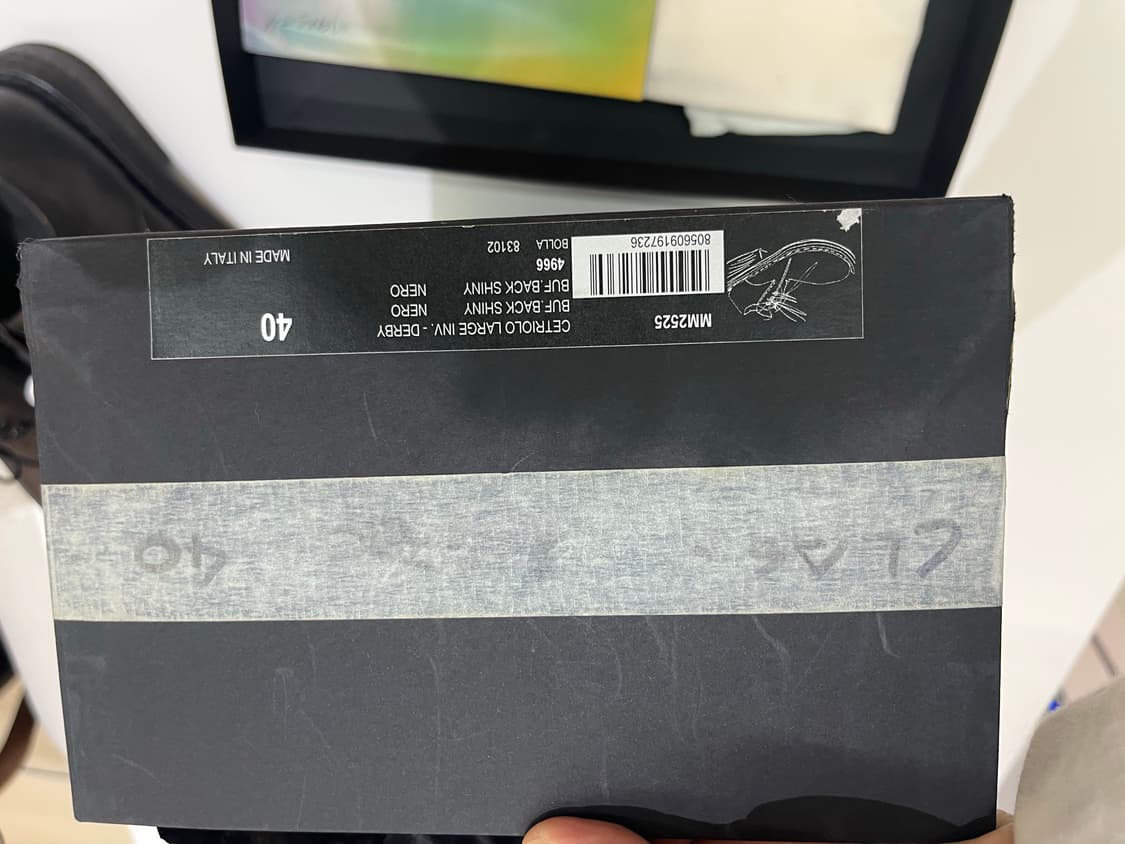 MM2525
CETRIOLO LARGE INV. - DERBY
40
BUF.BACK SHINY NERO
BUF.BACK SHINY NERO
4966
805609197236
BOLLA 83102
MADE IN ITALY
40